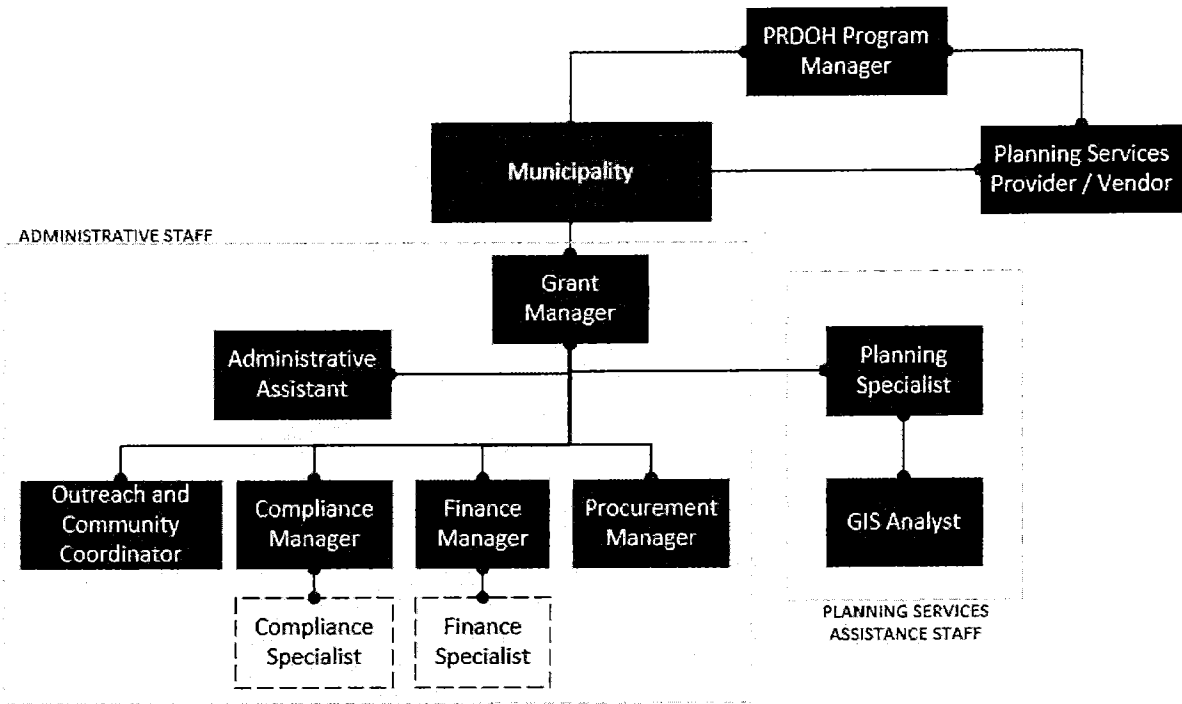 PRDOH Program
Manager
Municipality
Planning Services
Provider / Vendor
ADMINISTRATIVE STAFF
Grant
Manager
Administrative
Assistant
Planning
Specialist
Outreach and
Community
Coordinator
Compliance
Manager
Finance
Manager
Procurement
Manager
GIS Analyst
Compliance
Specialist
Finance
Specialist
PLANNING SERVICES
ASSISTANCE STAFF